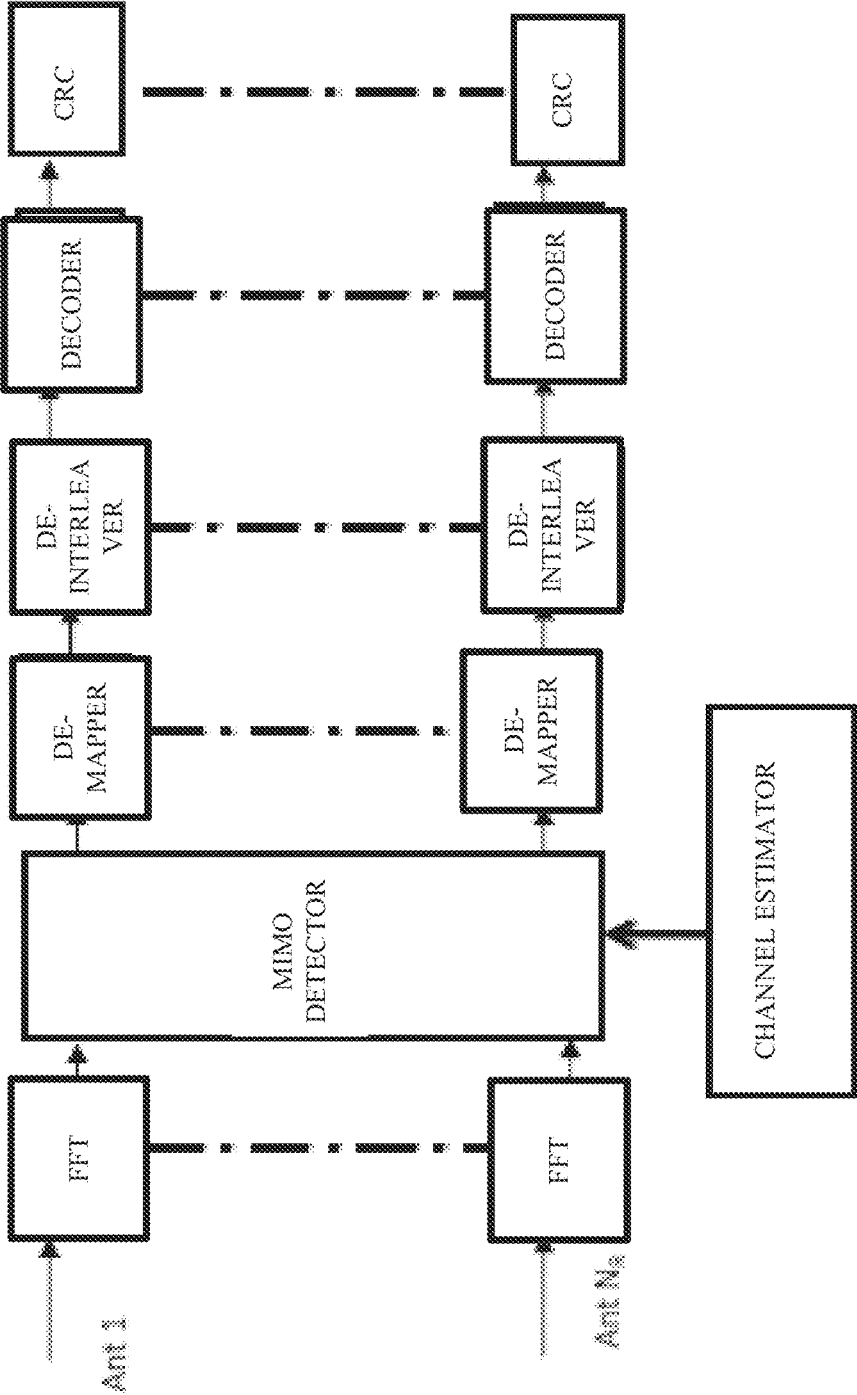 Ant 1
FFT
MIMO
DETECTOR
DE-
MAPPER
DE-
INTERLEA
VER
DECODER
CRC
Ant Na
FFT
DE-
MAPPER
DE-
INTERLEA
VER
DECODER
CRC
CHANNEL ESTIMATOR